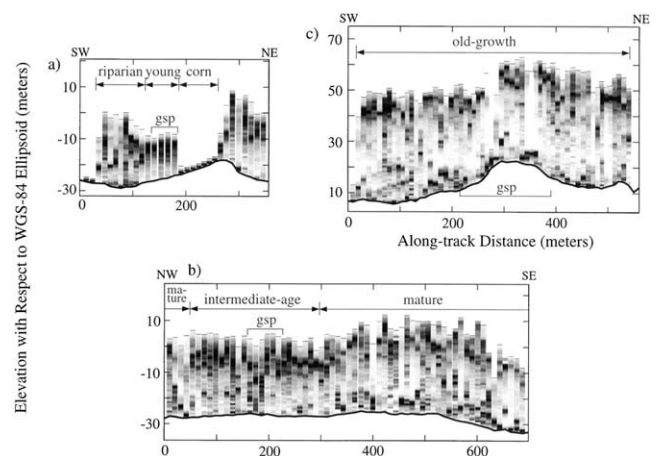 SW
NE
a)
riparian young corn
gsp
10
-10
-30
0
200
SW
NE
c)
old-growth
70
50
30
10
gsp
0
200
400
Along-track Distance (meters)
Elevation with Respect to WGS-84 Ellipsoid (meters)
NW
b)
SE
ma-
ture
intermediate-age
mature
gsp
10
-10
-30
0
200
400
600